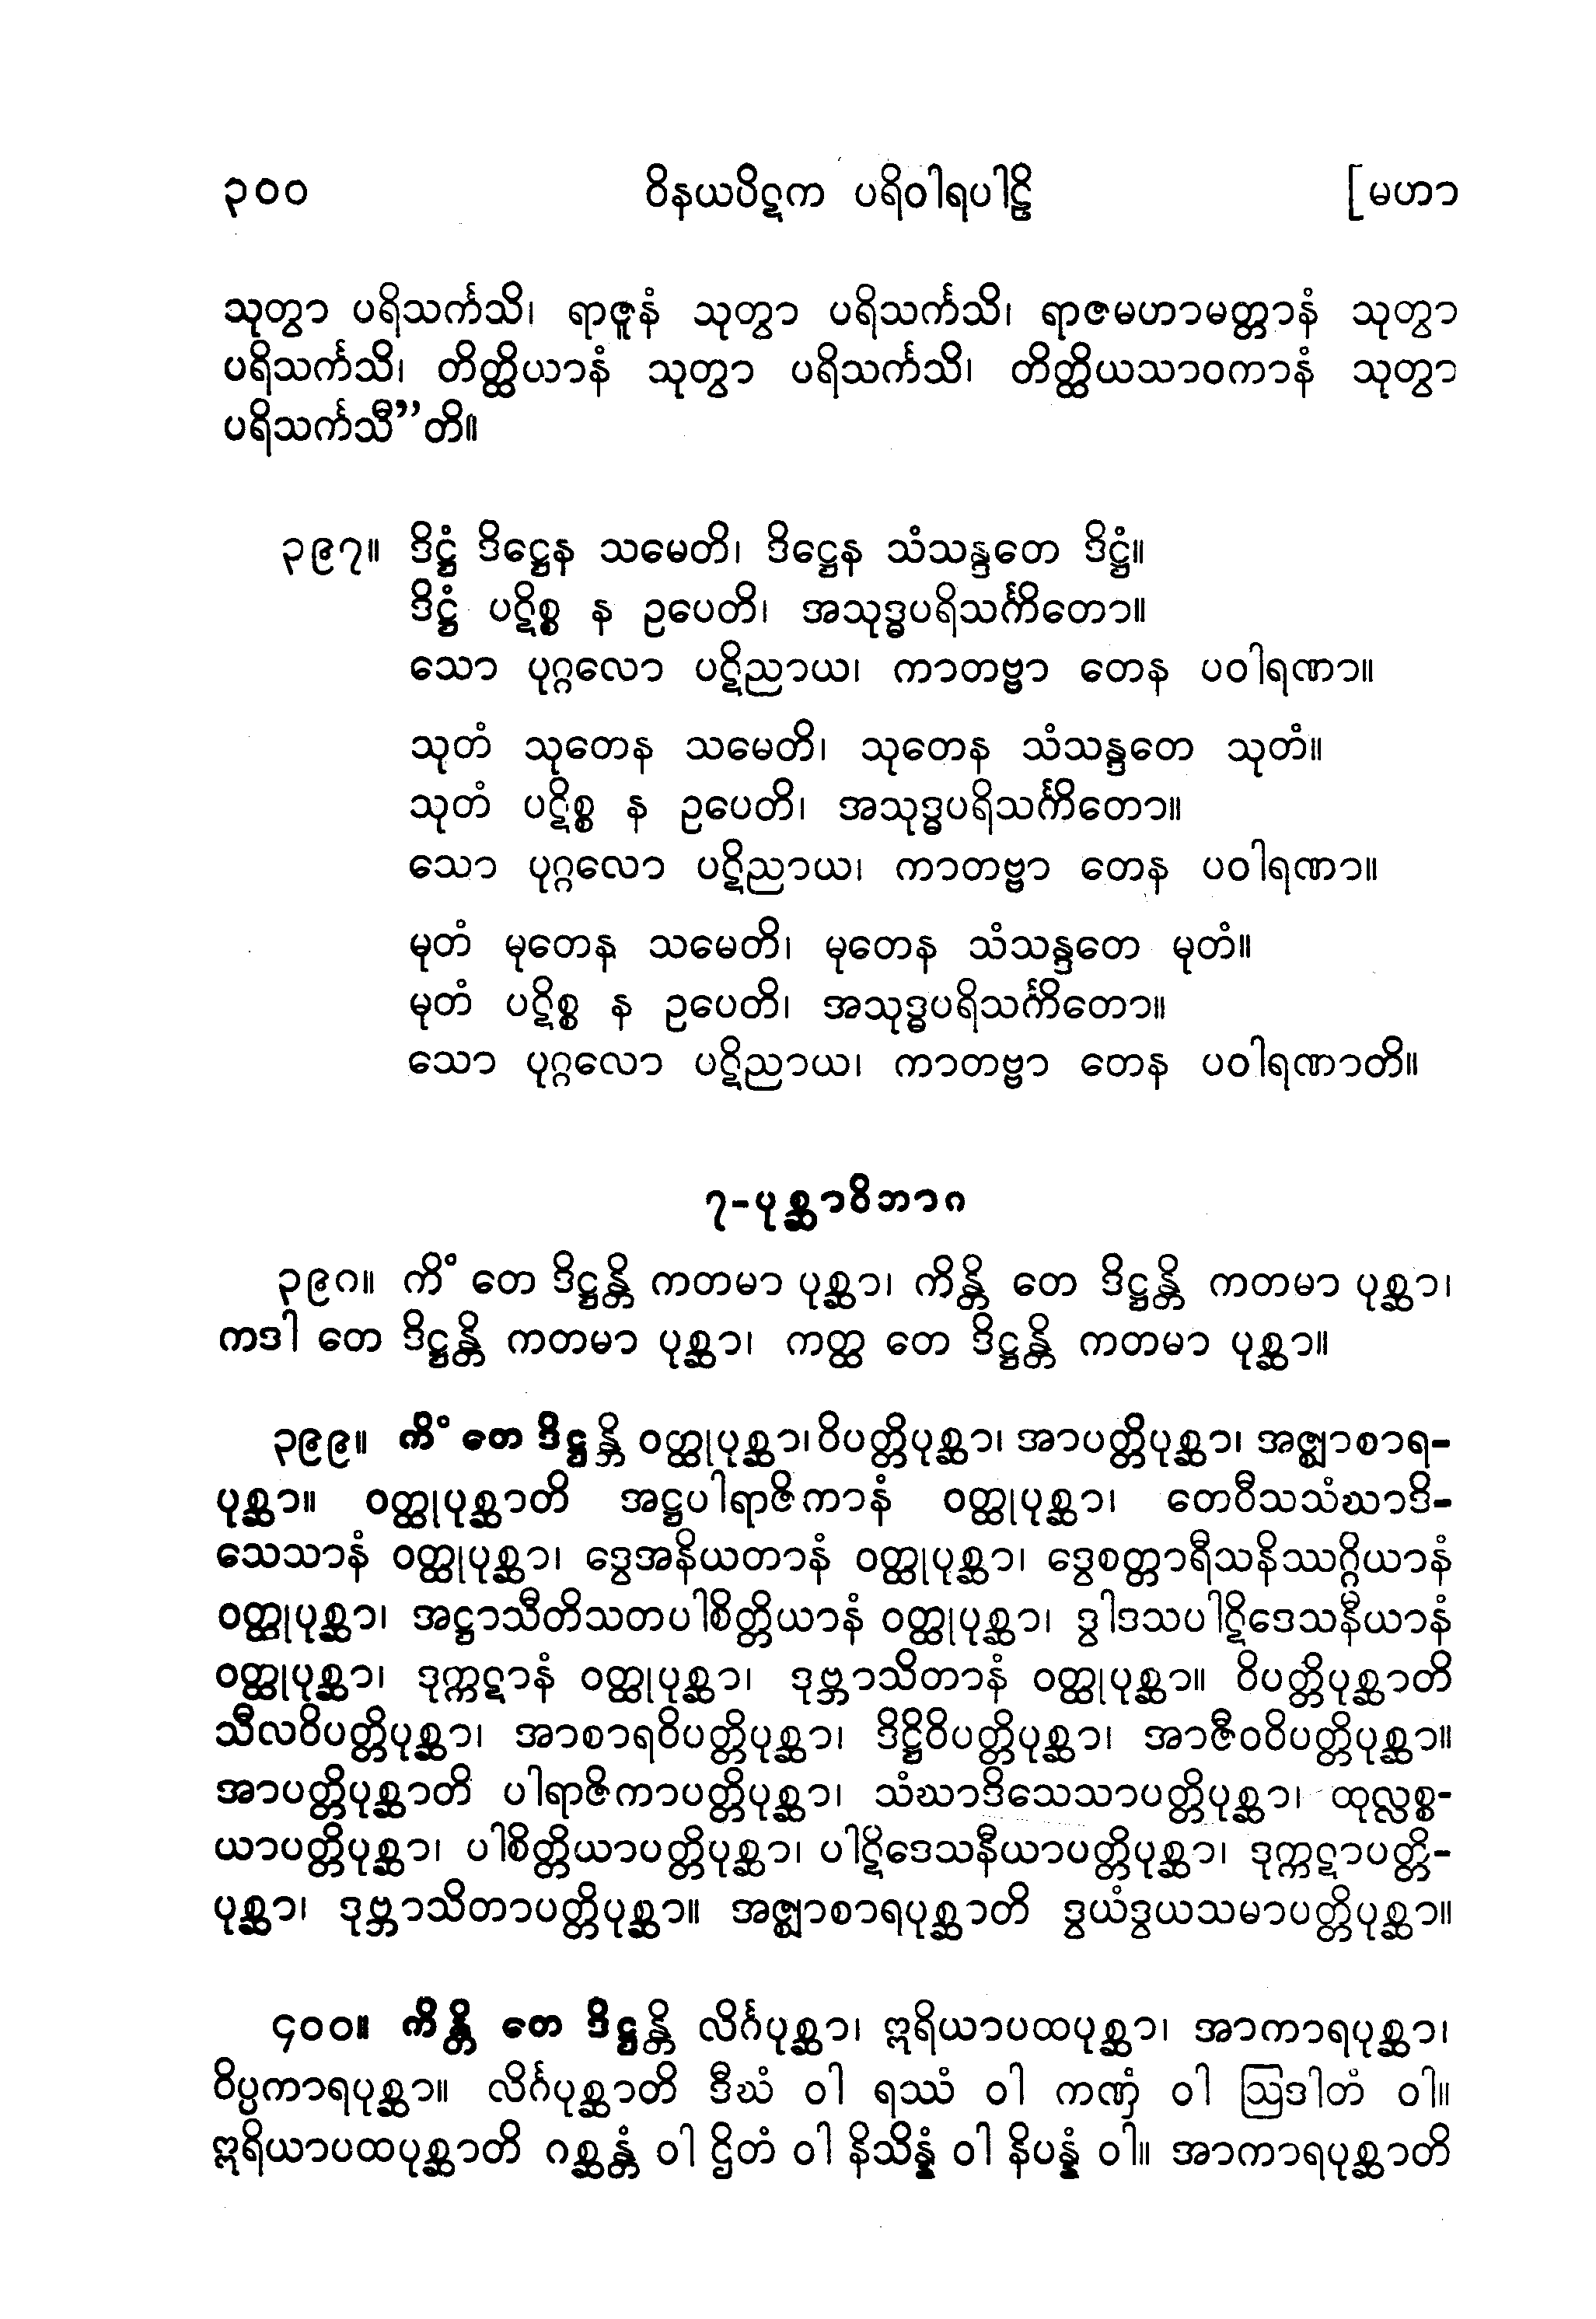 ၃၀၀ ဝိနယပိဋက ပရိဝါရပါဠိ [မဟာ
သုတွာ ပရိသင်္ကသိ၊ ရာဇူနံ သုတွာ ပရိသင်္ကသိ၊ ရာဇမဟာမတ္တာနံ သုတွာ
ပရိသင်္ကသိ၊ တိတ္ထိယာနံ သုတွာ ပရိသင်္ကသိ၊ တိတ္ထိယသာဝကာနံ သုတွာ
ပရိသင်္ကသီ”တိ။
၃၉၇။ ဒိဋ္ဌံ ဒိဋ္ဌေန သမေတိ၊ ဒိဋ္ဌေန သံသန္ဒတေ ဒိဋ္ဌံ။
ဒိဋ္ဌံ ပဋိစ္စ န ဥပေတိ၊ အသုဒ္ဓပရိသင်္ကိတော။
သော ပုဂ္ဂလော ပဋိညာယ၊ ကာတဗ္ဗာ တေန ပဝါရဏာ။
သုတံ သုတေန သမေတိ၊ သုတေန သံသန္ဒတေ သုတံ။
သုတံ ပဋိစ္စ န ဥပေတိ၊ အသုဒ္ဓပရိသင်္ကိတော။
သော ပုဂ္ဂလော ပဋိညာယ၊ ကာတဗ္ဗာ တေန ပဝါရဏာ။
မုတံ မုတေန သမေတိ၊ မုတေန သံသန္ဒတေ မုတံ။
မုတံ ပဋိစ္စ န ဥပေတိ၊ အသုဒ္ဓပရိသင်္ကိတော။
သော ပုဂ္ဂလော ပဋိညာယ၊ ကာတဗ္ဗာ တေန ပဝါရဏာတိ။
၇-ပုစ္ဆာဝိဘာဂ
၃၉၈။ ကိံ တေ ဒိဋ္ဌန္တိ ကတမာ ပုစ္ဆာ၊ ကိန္တိ တေ ဒိဋ္ဌန္တိ ကတမာ ပုစ္ဆာ၊
ကဒါ တေ ဒိဋ္ဌန္တိ ကတမာ ပုစ္ဆာ၊ ကတ္ထ တေ ဒိဋ္ဌန္တိ ကတမာ ပုစ္ဆာ။
၃၉၉။ ကိံ တေ ဒိဋ္ဌန္တိ ဝတ္ထုပုစ္ဆာ၊ ဝိပတ္တိပုစ္ဆာ၊ အာပတ္တိပုစ္ဆာ၊ အဇ္ဈာစာရ-
ပုစ္ဆာ။ ဝတ္ထုပုစ္ဆာတိ အဋ္ဌပါရာဇိကာနံ ဝတ္ထုပုစ္ဆာ၊ တေဝီသသံဃာဒိ-
သေသာနံ ဝတ္ထုပုစ္ဆာ၊ ဒွေအနိယတာနံ ဝတ္ထုပုစ္ဆာ၊ ဒွေစတ္တာရီသနိဿဂ္ဂိယာနံ
ဝတ္ထုပုစ္ဆာ၊ အဋ္ဌာသီတိသတပါစိတ္တိယာနံ ဝတ္ထုပုစ္ဆာ၊ ဒွါဒသပါဋိဒေသနီယာနံ
ဝတ္ထုပုစ္ဆာ၊ ဒုက္ကဋာနံ ဝတ္ထုပုစ္ဆာ၊ ဒုဗ္ဘာသိတာနံ ဝတ္ထုပုစ္ဆာ။ ဝိပတ္တိပုစ္ဆာတိ
သီလဝိပတ္တိပုစ္ဆာ၊ အာစာရဝိပတ္တိပုစ္ဆာ၊ ဒိဋ္ဌိဝိပတ္တိပုစ္ဆာ၊ အာဇီဝဝိပတ္တိပုစ္ဆာ။
အာပတ္တိပုစ္ဆာတိ ပါရာဇိကာပတ္တိပုစ္ဆာ၊ သံဃာဒိသေသာပတ္တိပုစ္ဆာ၊ ထုလ္လစ္စ-
ယာပတ္တိပုစ္ဆာ၊ ပါစိတ္တိယာပတ္တိပုစ္ဆာ၊ ပါဋိဒေသနီယာပတ္တိပုစ္ဆာ၊ ဒုက္ကဋာပတ္တိ-
ပုစ္ဆာ၊ ဒုဗ္ဘာသိတာပတ္တိပုစ္ဆာ။ အဇ္ဈာစာရပုစ္ဆာတိ ဒွယံဒွယသမာပတ္တိပုစ္ဆာ။
၄၀၀။ ကိန္တိ တေ ဒိဋ္ဌန္တိ လိင်္ဂပုစ္ဆာ၊ ဣရိယာပထပုစ္ဆာ၊ အာကာရပုစ္ဆာ၊
ဝိပ္ပကာရပုစ္ဆာ။ လိင်္ဂပုစ္ဆာတိ ဒီဃံ ဝါ ရဿံ ဝါ ကဏှံ ဝါ ဩဒါတံ ဝါ။
ဣရိယာပထပုစ္ဆာတိ ဂစ္ဆန္တံ ဝါ ဌိတံ ဝါ နိသိန္နံ ဝါ နိပန္နံ ဝါ။ အာကာရပုစ္ဆာတိ